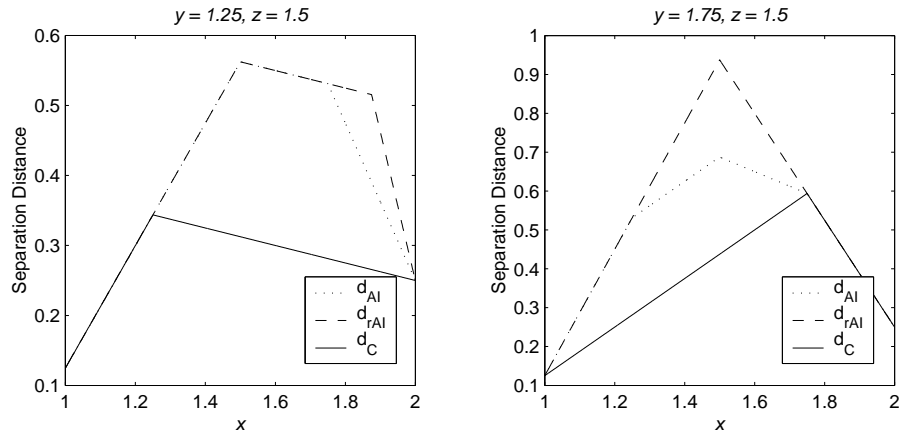 y = 1.25, z = 1.5
0.6
0.5
0.4
0.3
0.2
0.1
Separation Distance
1
1.2
1.4
1.6
1.8
2
x
d_AI
d_rAI
d_C
y = 1.75, z = 1.5
1
0.9
0.8
0.7
0.6
0.5
0.4
0.3
0.2
0.1
Separation Distance
1
1.2
1.4
1.6
1.8
2
x
d_AI
d_rAI
d_C